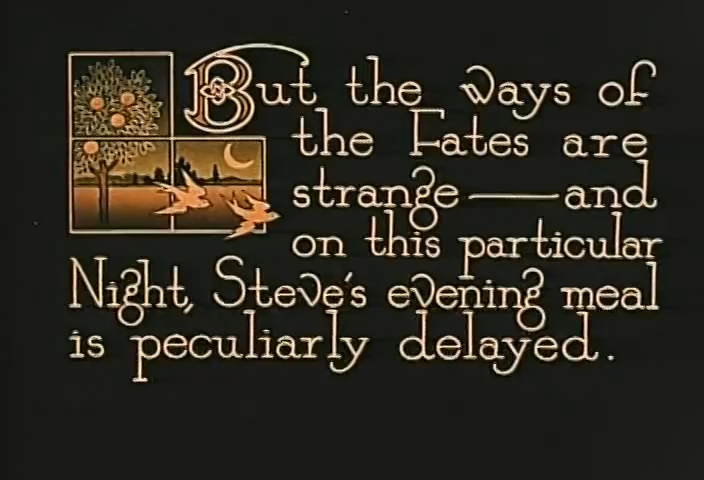 But the ways of
the Fates are
strange — and
on this particular
Night, Steve's evening meal
is peculiarly delayed.